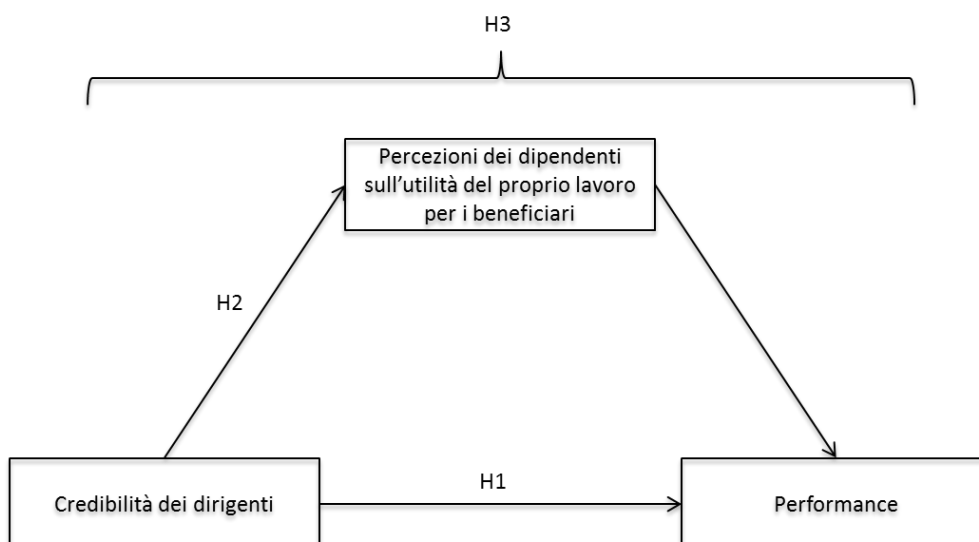 H3
Percezioni dei dipendenti
sull'utilità del proprio lavoro
per i beneficiari
H2
H1
Credibilità dei dirigenti
Performance